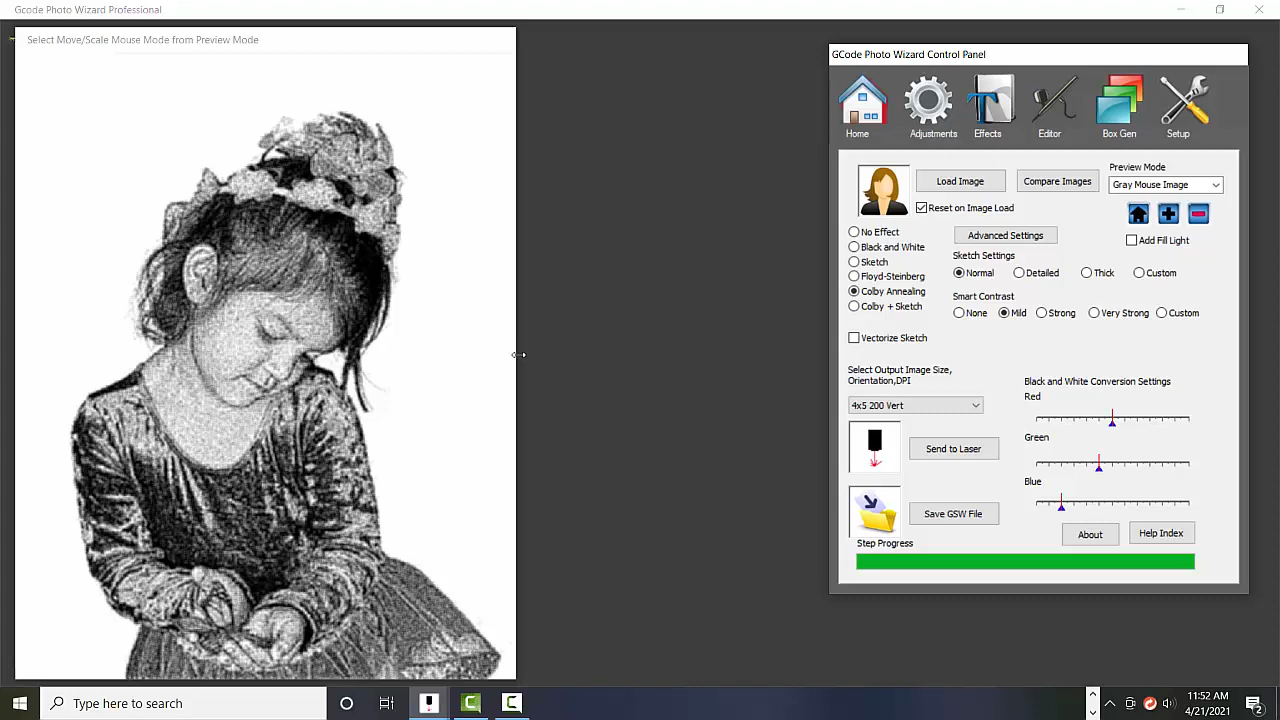 Gcode Photo Wizard Professional
Select Move/Scale Mouse Mode from Preview Mode
GCode Photo Wizard Control Panel
Home
Adjustments
Effects
Editor
Box Gen
Setup
Load Image
Compare Images
Preview Mode
Gray Mouse Image
Reset on Image Load
No Effect
Black and White
Sketch
Floyd-Steinberg
Colby Annealing
Colby + Sketch
Advanced Settings
Add Fill Light
Sketch Settings
Normal
Detailed
Thick
Custom
Smart Contrast
None
Mild
Strong
Very Strong
Custom
Vectorize Sketch
Select Output Image Size,
Orientation,DPI
4x5 200 Vert
Send to Laser
Save GSW File
Black and White Conversion Settings
Red
Green
Blue
About
Help Index
Step Progress
Type here to search
11:52 AM
4/21/2021
2